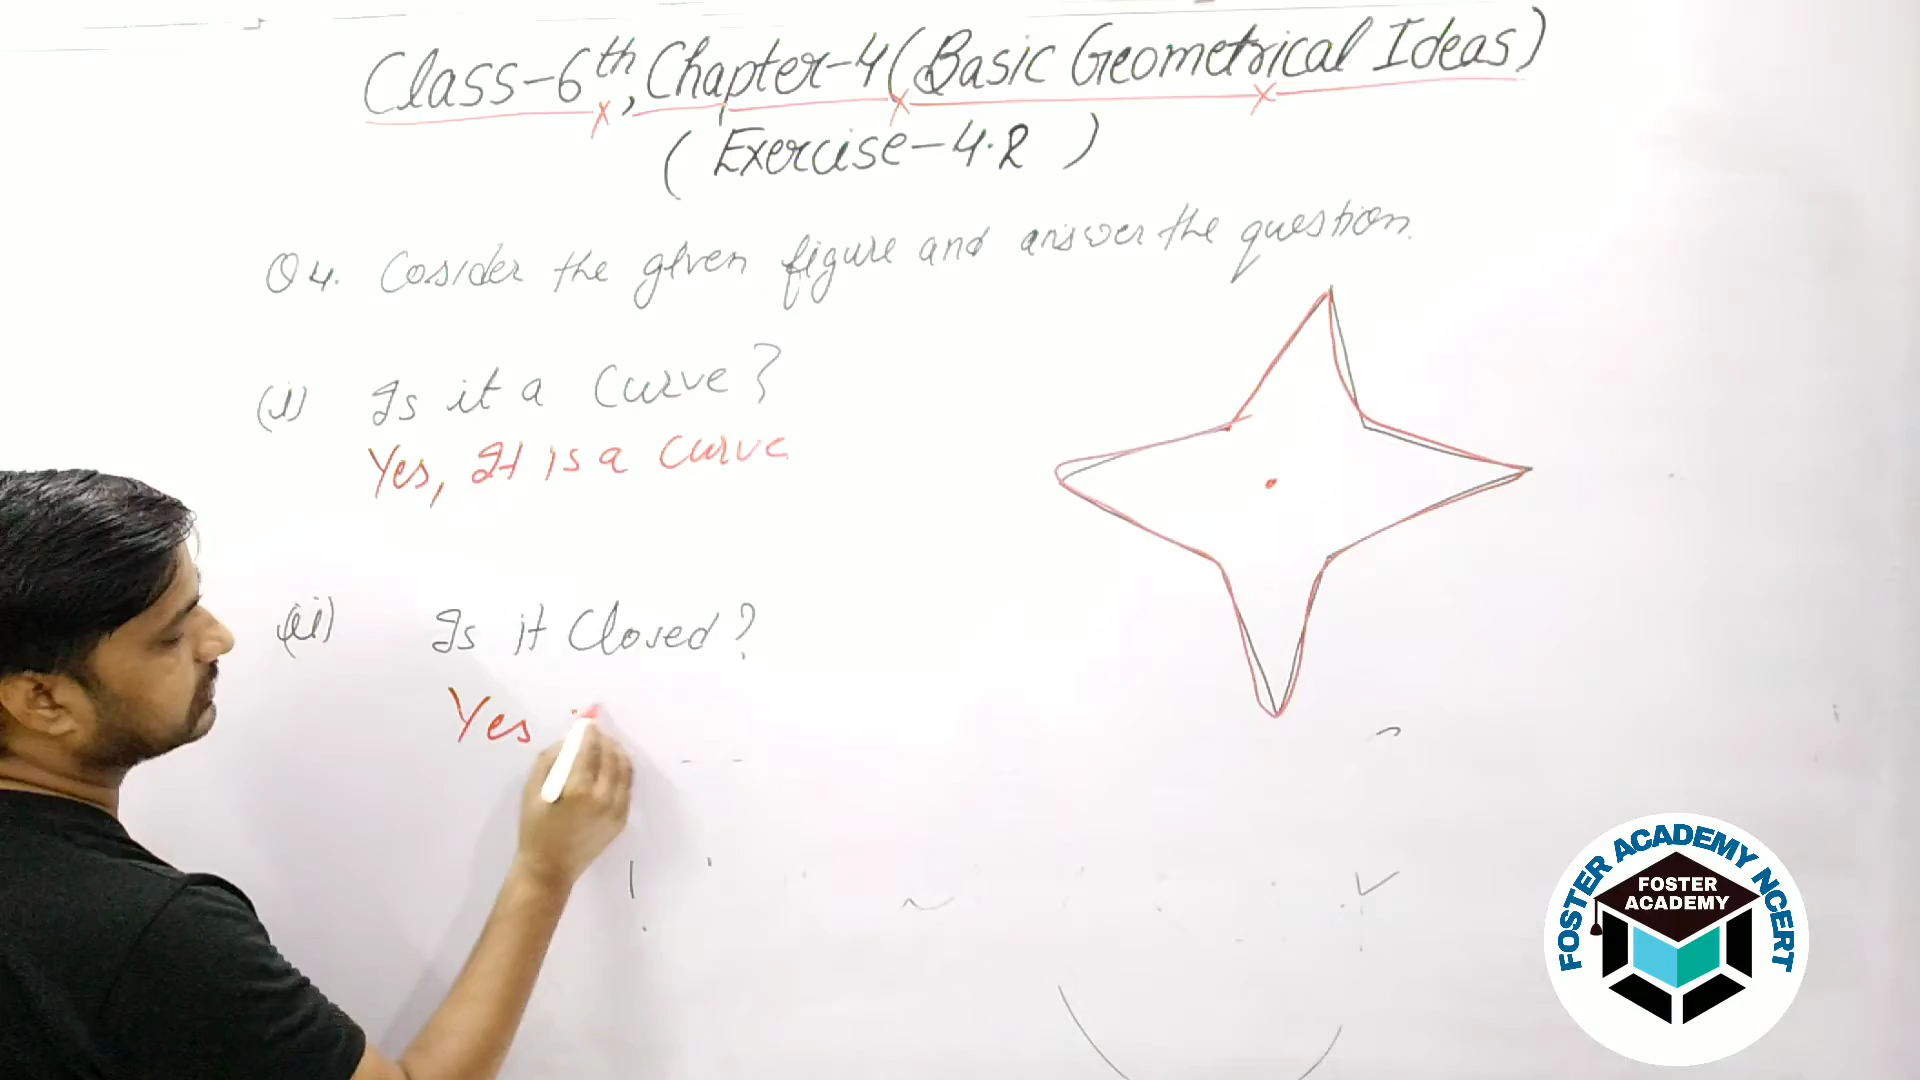 Class-6th, Chapter-4 (Basic Geometrical Ideas)
(Exercise-4.2)
Q4. Cosider the given figure and answer the question.
(i) Is it a Curve?
Yes, It is a curve
(ii) Is it Closed?
Yes
FOSTER ACADEMY NCERT
FOSTER
ACADEMY